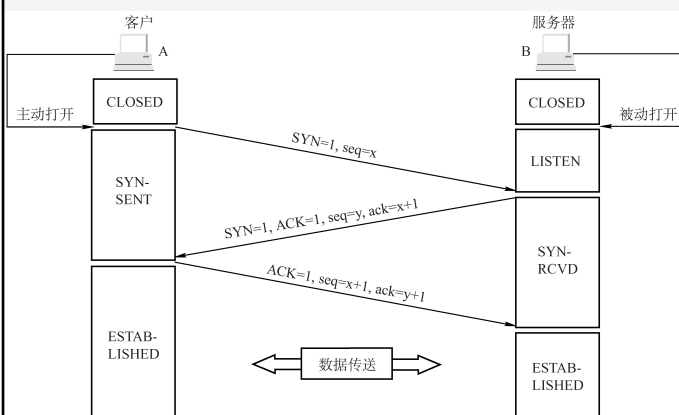 客户
服务器
A
B
CLOSED
CLOSED
主动打开
被动打开
SYN=1, seq=x
LISTEN
SYN-
SENT
SYN=1, ACK=1, seq=y, ack=x+1
SYN-
RCVD
ACK=1, seq=x+1, ack=y+1
ESTAB-
LISHED
数据传送
ESTAB-
LISHED